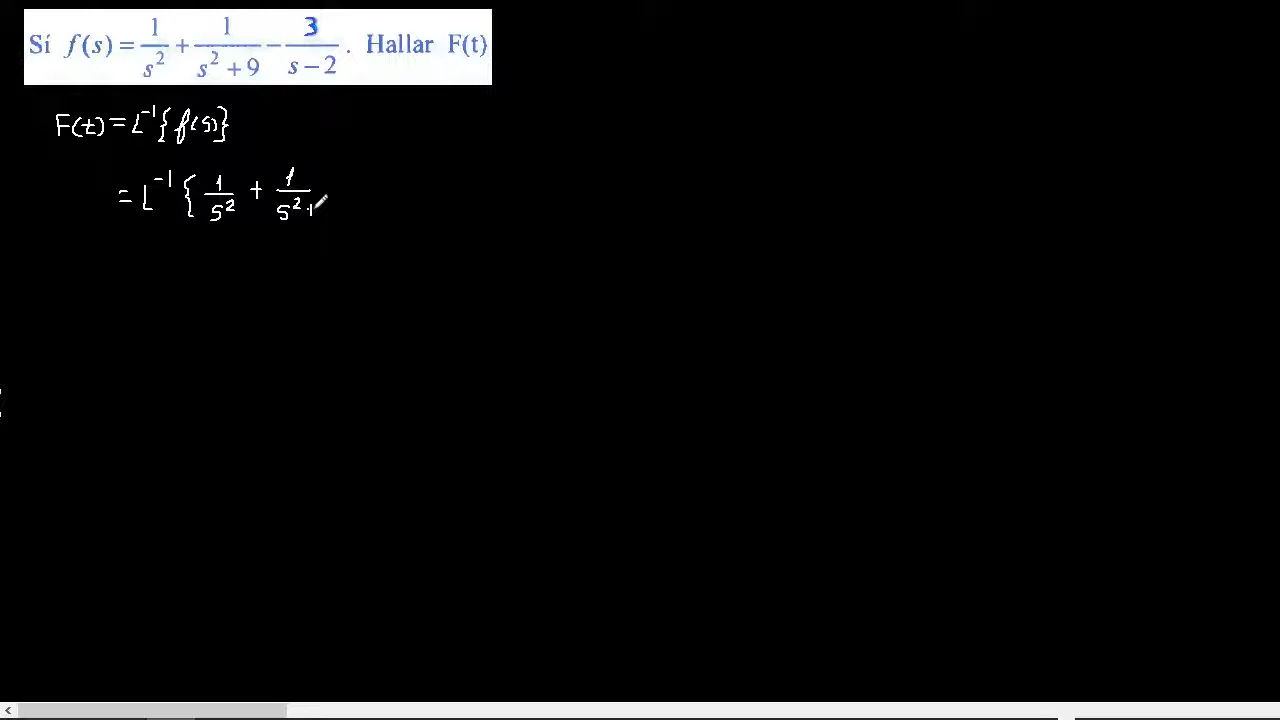 Sí f(s) = 1/s² + 1/(s²+9) − 3/(s−2) . Hallar F(t)
F(t) = L⁻¹{f(s)}
= L⁻¹ { 1/s² + 1/s²+